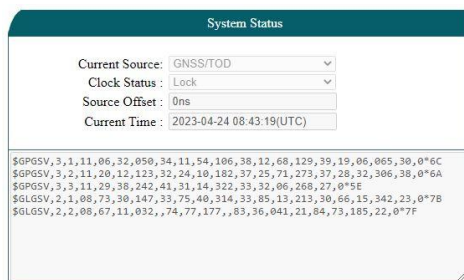 System Status
Current Source: GNSS/TOD
Clock Status : Lock
Source Offset : 0ns
Current Time : 2023-04-24 08:43:19(UTC)
$GPGSV,3,1,11,06,32,050,34,11,54,106,38,12,68,129,39,19,06,065,30,0*6C
$GPGSV,3,2,11,20,12,123,32,24,10,182,37,25,71,273,37,28,32,306,38,0*6A
$GPGSV,3,3,11,29,38,242,41,31,14,322,33,32,06,268,27,0*5E
$GLGSV,2,1,08,73,30,147,33,75,40,314,33,85,13,213,30,66,15,342,23,0*7B
$GLGSV,2,2,08,67,11,032,,74,77,177,,83,36,041,21,84,73,185,22,0*7F